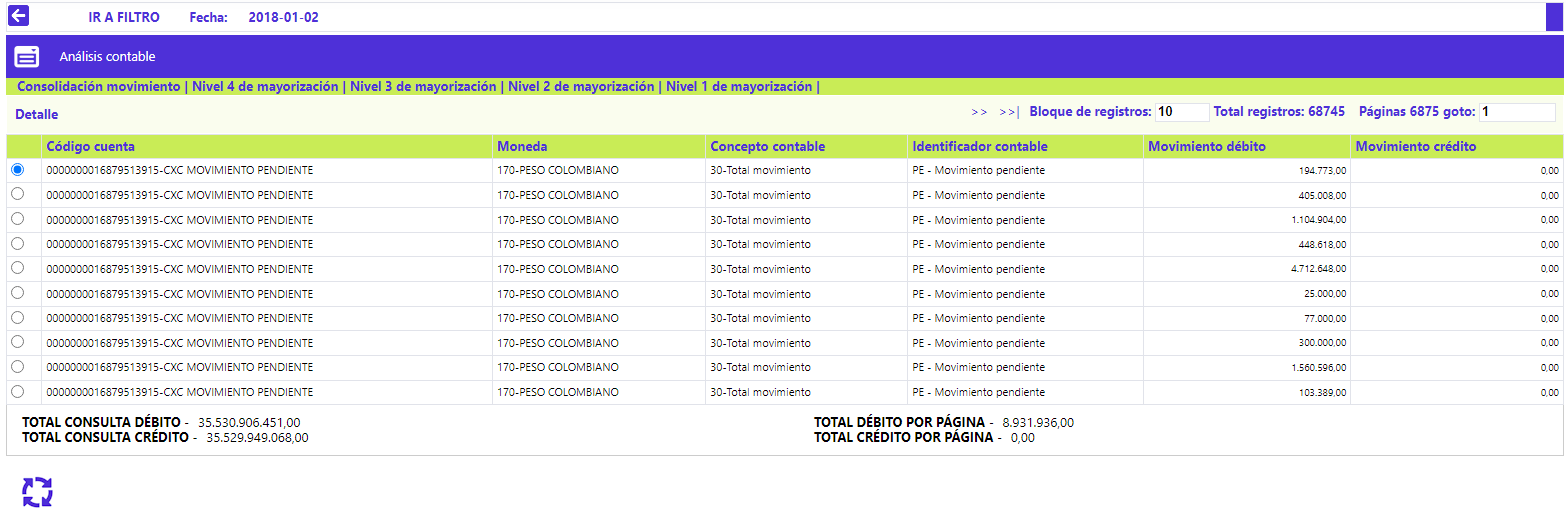 IR A FILTRO Fecha: 2018-01-02
Análisis contable
Consolidación movimiento | Nivel 4 de mayorización | Nivel 3 de mayorización | Nivel 2 de mayorización | Nivel 1 de mayorización |
Detalle >> >>| Bloque de registros: 10 Total registros: 68745 Páginas 6875 goto: 1
Código cuenta Moneda Concepto contable Identificador contable Movimiento débito Movimiento crédito
0000000016879513915-CXC MOVIMIENTO PENDIENTE 170-PESO COLOMBIANO 30-Total movimiento PE - Movimiento pendiente 194.773,00 0,00
0000000016879513915-CXC MOVIMIENTO PENDIENTE 170-PESO COLOMBIANO 30-Total movimiento PE - Movimiento pendiente 405.008,00 0,00
0000000016879513915-CXC MOVIMIENTO PENDIENTE 170-PESO COLOMBIANO 30-Total movimiento PE - Movimiento pendiente 1.104.904,00 0,00
0000000016879513915-CXC MOVIMIENTO PENDIENTE 170-PESO COLOMBIANO 30-Total movimiento PE - Movimiento pendiente 448.618,00 0,00
0000000016879513915-CXC MOVIMIENTO PENDIENTE 170-PESO COLOMBIANO 30-Total movimiento PE - Movimiento pendiente 4.712.648,00 0,00
0000000016879513915-CXC MOVIMIENTO PENDIENTE 170-PESO COLOMBIANO 30-Total movimiento PE - Movimiento pendiente 25.000,00 0,00
0000000016879513915-CXC MOVIMIENTO PENDIENTE 170-PESO COLOMBIANO 30-Total movimiento PE - Movimiento pendiente 77.000,00 0,00
0000000016879513915-CXC MOVIMIENTO PENDIENTE 170-PESO COLOMBIANO 30-Total movimiento PE - Movimiento pendiente 300.000,00 0,00
0000000016879513915-CXC MOVIMIENTO PENDIENTE 170-PESO COLOMBIANO 30-Total movimiento PE - Movimiento pendiente 1.560.596,00 0,00
0000000016879513915-CXC MOVIMIENTO PENDIENTE 170-PESO COLOMBIANO 30-Total movimiento PE - Movimiento pendiente 103.389,00 0,00
TOTAL CONSULTA DÉBITO - 35.530.906.451,00 TOTAL DÉBITO POR PÁGINA - 8.931.936,00
TOTAL CONSULTA CRÉDITO - 35.529.949.068,00 TOTAL CRÉDITO POR PÁGINA - 0,00